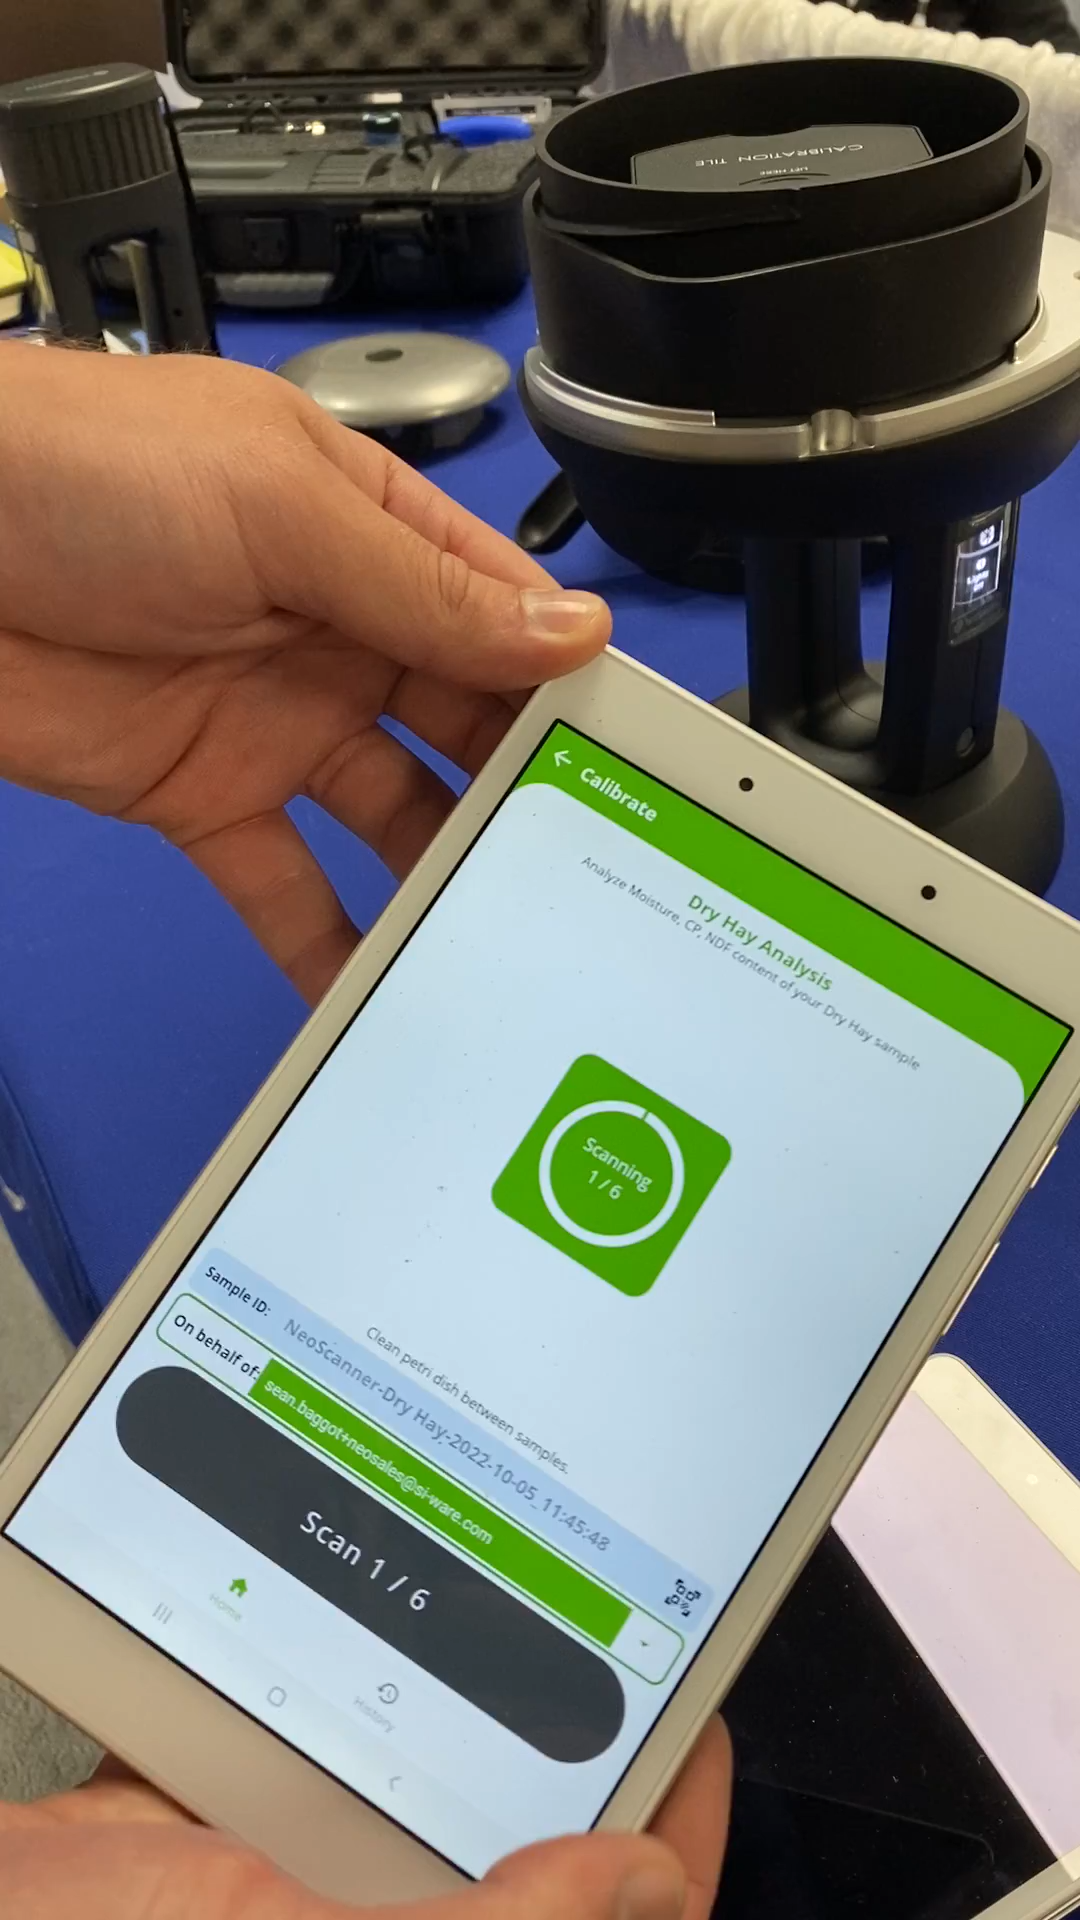 CALIBRATION TILE
LIFT HERE
Calibrate
Dry Hay Analysis
Analyze Moisture, CP, NDF content of your Dry Hay sample
Scanning
1 / 6
Clean petri dish between samples.
Sample ID: NeoScanner-Dry Hay-2022-10-05_11:45:48
On behalf of: sean.baggot+neosales@si-ware.com
Scan 1 / 6
Home
History